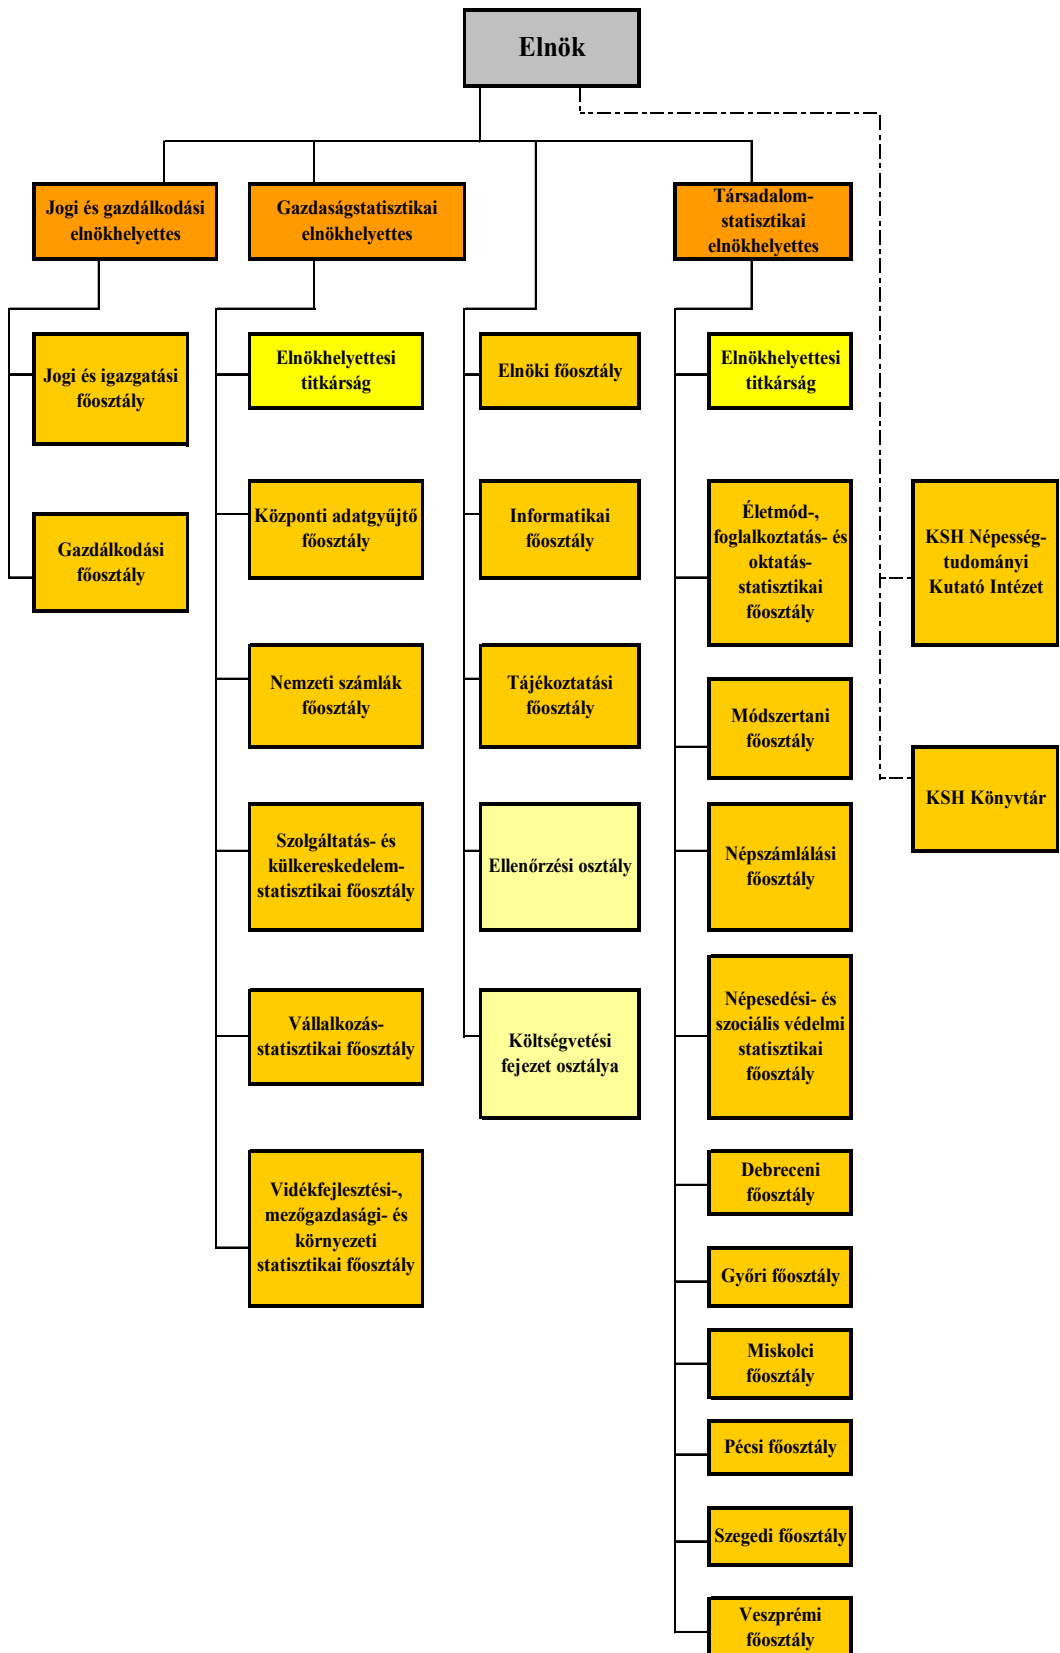 Elnök
Jogi és gazdálkodási
elnökhelyettes
Gazdaságstatisztikai
elnökhelyettes
Társadalom-
statisztikai
elnökhelyettes
Jogi és igazgatási
főosztály
Gazdálkodási
főosztály
Elnökhelyettesi
titkárság
Központi adatgyűjtő
főosztály
Nemzeti számlák
főosztály
Szolgáltatás- és
külkereskedelem-
statisztikai főosztály
Vállalkozás-
statisztikai főosztály
Vidékfejlesztési-,
mezőgazdasági- és
környezeti
statisztikai főosztály
Elnöki főosztály
Informatikai
főosztály
Tájékoztatási
főosztály
Ellenőrzési osztály
Költségvetési
fejezet osztálya
Elnökhelyettesi
titkárság
Életmód-,
foglalkoztatás- és
oktatás-
statisztikai
főosztály
Módszertani
főosztály
Népszámlálási
főosztály
Népesedési- és
szociális védelmi
statisztikai
főosztály
Debreceni
főosztály
Győri főosztály
Miskolci
főosztály
Pécsi főosztály
Szegedi főosztály
Veszprémi
főosztály
KSH Népesség-
tudományi
Kutató Intézet
KSH Könyvtár